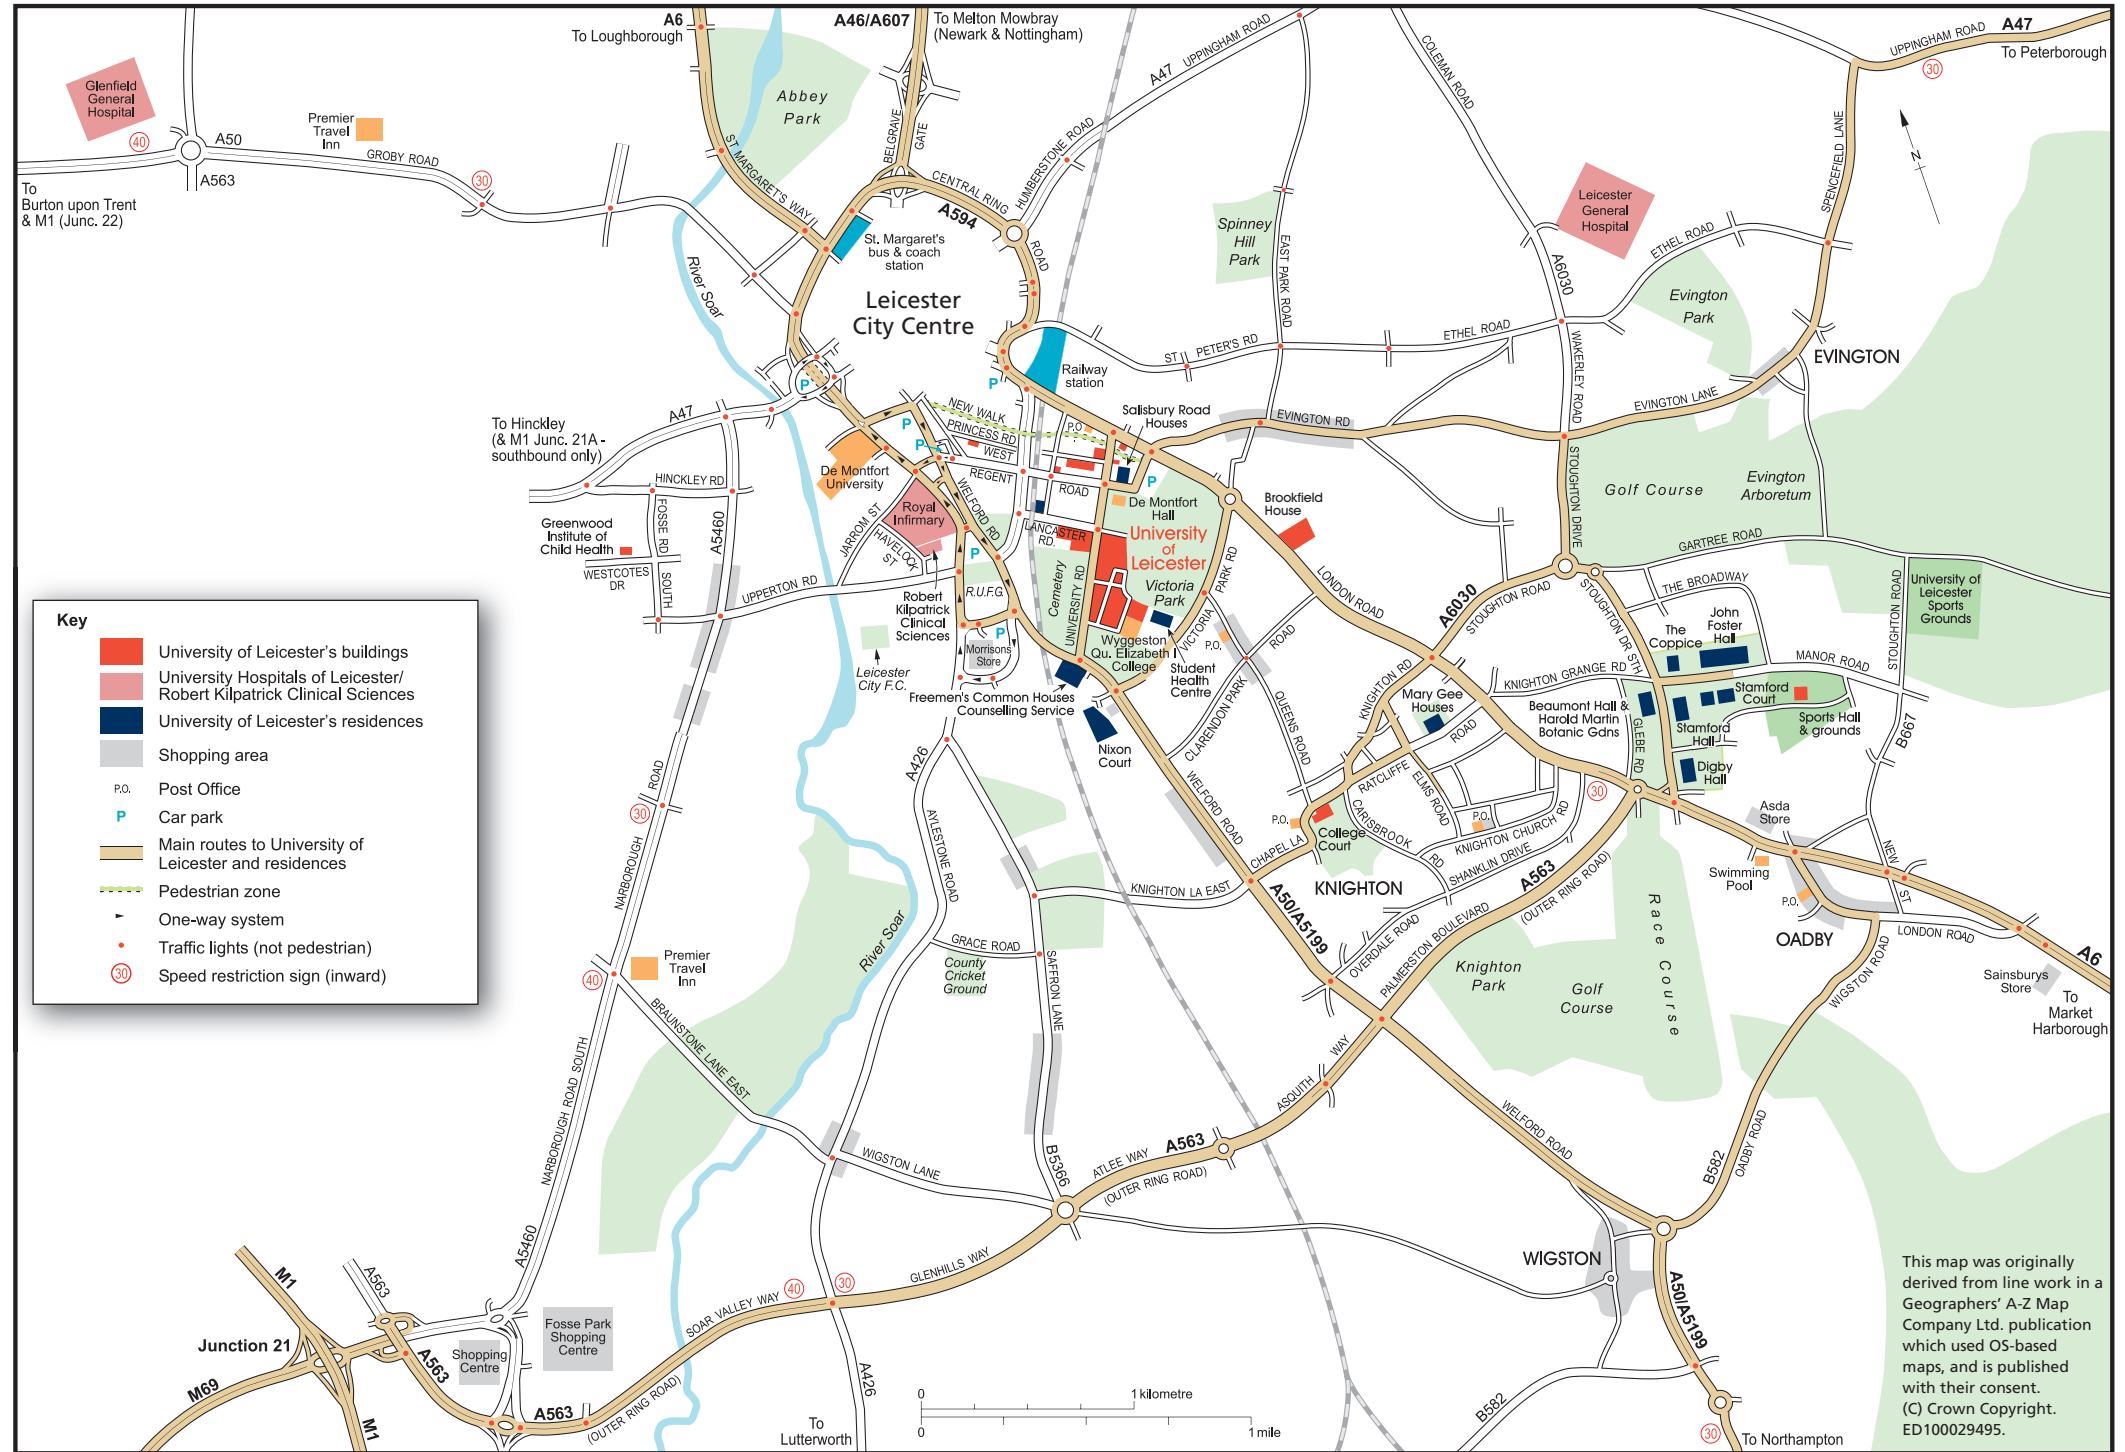 A6
To Loughborough
A46/A607
To Melton Mowbray
(Newark & Nottingham)
A47
UPPINGHAM ROAD
COLEMAN ROAD
UPPINGHAM ROAD
A47
To Peterborough
30
Glenfield
General
Hospital
40
A50
A563
GROBY ROAD
Premier
Travel
Inn
30
To
Burton upon Trent
& M1 (Junc. 22)
Abbey
Park
ST MARGARET'S WAY
BELGRAVE
GATE
CENTRAL RING
A594
ROAD
HUMBERSTONE ROAD
St. Margaret's
bus & coach
station
River Soar
Leicester
City Centre
Spinney
Hill
Park
EAST PARK ROAD
Leicester
General
Hospital
A6030
ETHEL ROAD
SPENCEFIELD LANE
N
Evington
Park
ETHEL ROAD
ST
PETER'S RD
WAKERLEY ROAD
EVINGTON
EVINGTON LANE
Railway
station
P
P
To Hinckley
(& M1 Junc. 21A -
southbound only)
A47
NEW WALK
PRINCESS RD
WEST
P.O.
Salisbury Road
Houses
EVINGTON RD
P
P
De Montfort
University
REGENT
ROAD
P
De Montfort
Hall
HINCKLEY RD
FOSSE RD
SOUTH
A5460
Greenwood
Institute of
Child Health
WESTCOTES
DR
Royal
Infirmary
WELFORD RD
JARROM ST
HAVELOCK
ST
P
LANCASTER
RD.
University
of
Leicester
Brookfield
House
STOUGHTON DRIVE
Golf Course
Evington
Arboretum
GARTREE ROAD
UPPERTON RD
Robert
Kilpatrick
Clinical
Sciences
R.U.F.G.
P
Cemetery
UNIVERSITY RD
Victoria
Park
VICTORIA
PARK RD
LONDON ROAD
A6030
STOUGHTON ROAD
STOUGHTON DR STH
THE BROADWAY
John
Foster
Hall
The
Coppice
STOUGHTON ROAD
University of
Leicester
Sports
Grounds
Morrisons
Store
Leicester
City F.C.
Wyggeston
Qu. Elizabeth
College
P.O.
Student
Health
Centre
Freemen's Common Houses
Counselling Service
Nixon
Court
CLARENDON PARK
ROAD
QUEENS ROAD
KNIGHTON RD
Mary Gee
Houses
KNIGHTON GRANGE RD
MANOR ROAD
Beaumont Hall &
Harold Martin
Botanic Gdns
GLEBE RD
Stamford
Court
Stamford
Hall
Sports Hall
& grounds
Digby
Hall
B667
Key
University of Leicester's buildings
University Hospitals of Leicester/
Robert Kilpatrick Clinical Sciences
University of Leicester's residences
Shopping area
P.O. Post Office
P Car park
Main routes to University of
Leicester and residences
Pedestrian zone
One-way system
Traffic lights (not pedestrian)
30 Speed restriction sign (inward)
A426
AYLESTONE ROAD
NARBOROUGH
ROAD
30
WELFORD ROAD
RATCLIFFE
ROAD
ELMS ROAD
CARISBROOK
RD
P.O.
College
Court
CHAPEL LA
KNIGHTON
P.O.
KNIGHTON CHURCH RD
SHANKLIN DRIVE
30
Asda
Store
Swimming
Pool
P.O.
NEW
ST
OADBY
LONDON ROAD
A6
Sainsburys
Store
To
Market
Harborough
KNIGHTON LA EAST
A50/A5199
OVERDALE ROAD
PALMERSTON BOULEVARD
A563
(OUTER RING ROAD)
Race Course
WIGSTON ROAD
GRACE ROAD
County
Cricket
Ground
SAFFRON LANE
River Soar
Premier
Travel
Inn
40
BRAUNSTONE LANE EAST
Knighton
Park
Golf
Course
NARBOROUGH ROAD SOUTH
ASQUITH
WAY
WELFORD ROAD
B582
OADBY ROAD
WIGSTON LANE
B5366
ATLEE WAY
A563
(OUTER RING ROAD)
A5460
GLENHILLS WAY
SOAR VALLEY WAY
40
30
WIGSTON
A50/A5199
M1
A563
Junction 21
M69
M1
A563
Shopping
Centre
Fosse Park
Shopping
Centre
A563
(OUTER RING ROAD)
A426
To
Lutterworth
0
1 kilometre
0
1 mile
B582
30
To Northampton
This map was originally
derived from line work in a
Geographers' A-Z Map
Company Ltd. publication
which used OS-based
maps, and is published
with their consent.
(C) Crown Copyright.
ED100029495.